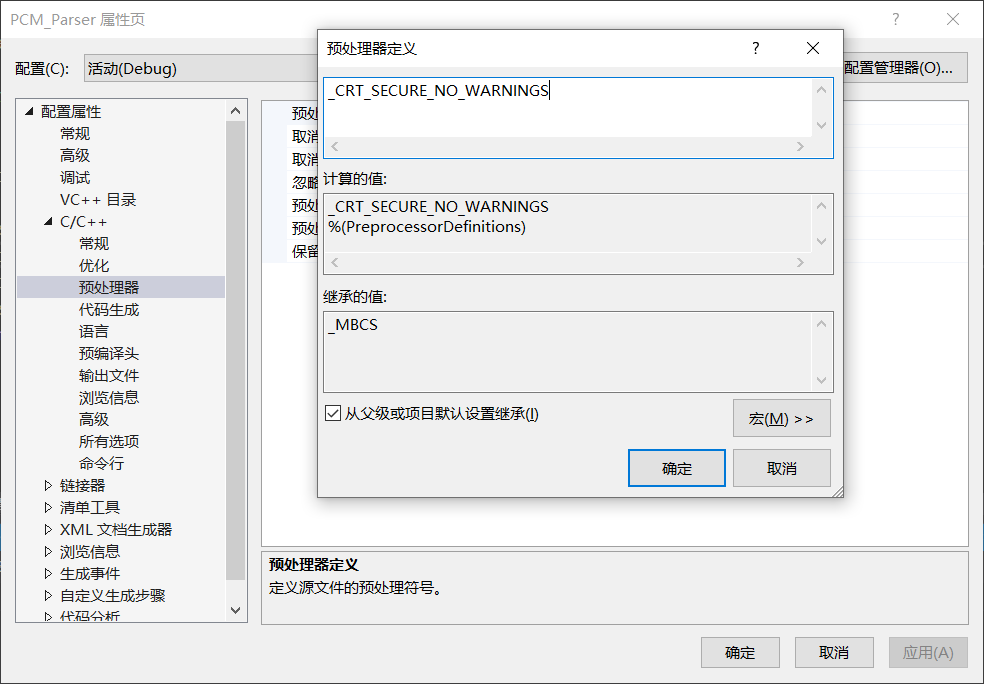 PCM_Parser 属性页
?
配置(C):
活动(Debug)
配置管理器(O)...
配置属性
常规
高级
调试
VC++ 目录
C/C++
常规
优化
预处理器
代码生成
语言
预编译头
输出文件
浏览信息
高级
所有选项
命令行
链接器
清单工具
XML 文档生成器
浏览信息
生成事件
自定义生成步骤
代码分析
预处
取消
取消
忽略
预处
预处
保留
预处理器定义
?
_CRT_SECURE_NO_WARNINGS
计算的值:
_CRT_SECURE_NO_WARNINGS
%(PreprocessorDefinitions)
继承的值:
_MBCS
从父级或项目默认设置继承(I)
宏(M) >>
确定
取消
预处理器定义
定义源文件的预处理符号。
确定
取消
应用(A)